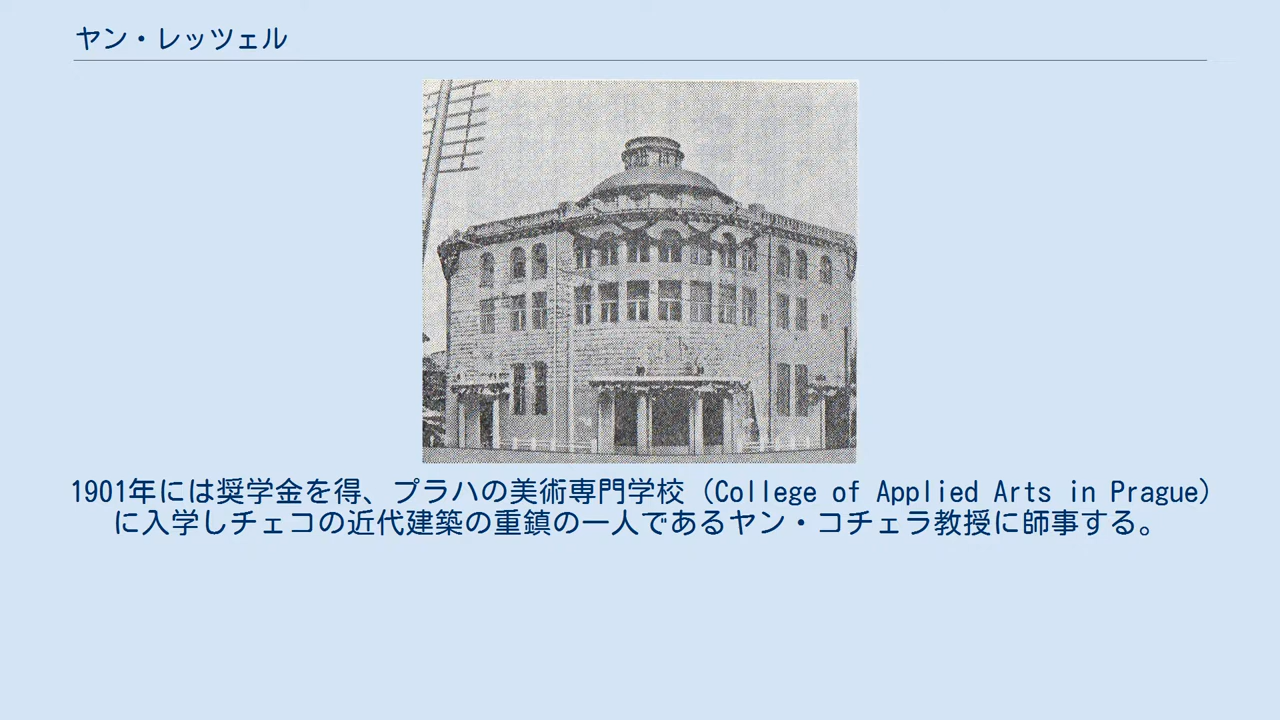 ヤン・レッツェル
1901年には奨学金を得、プラハの美術専門学校（College of Applied Arts in Prague）
に入学しチェコの近代建築の重鎮の一人であるヤン・コチェラ教授に師事する。